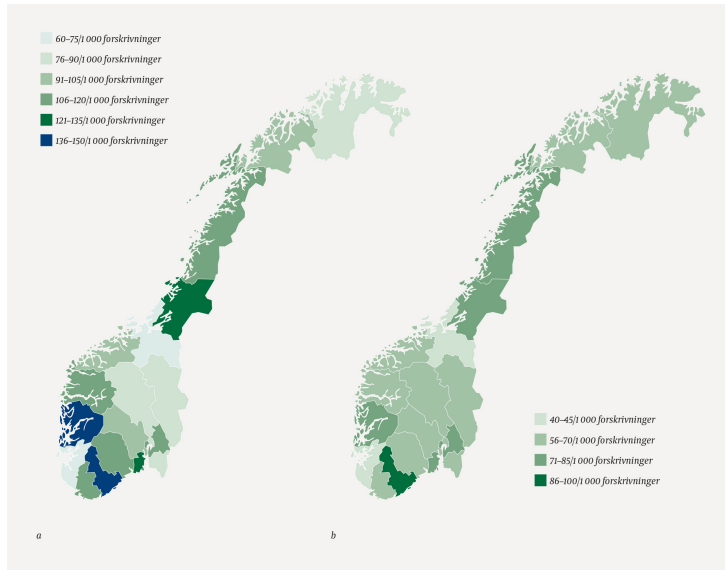 60–75/1 000 forskrivninger
76–90/1 000 forskrivninger
91–105/1 000 forskrivninger
106–120/1 000 forskrivninger
121–135/1 000 forskrivninger
136–150/1 000 forskrivninger
40–45/1 000 forskrivninger
56–70/1 000 forskrivninger
71–85/1 000 forskrivninger
86–100/1 000 forskrivninger
a
b